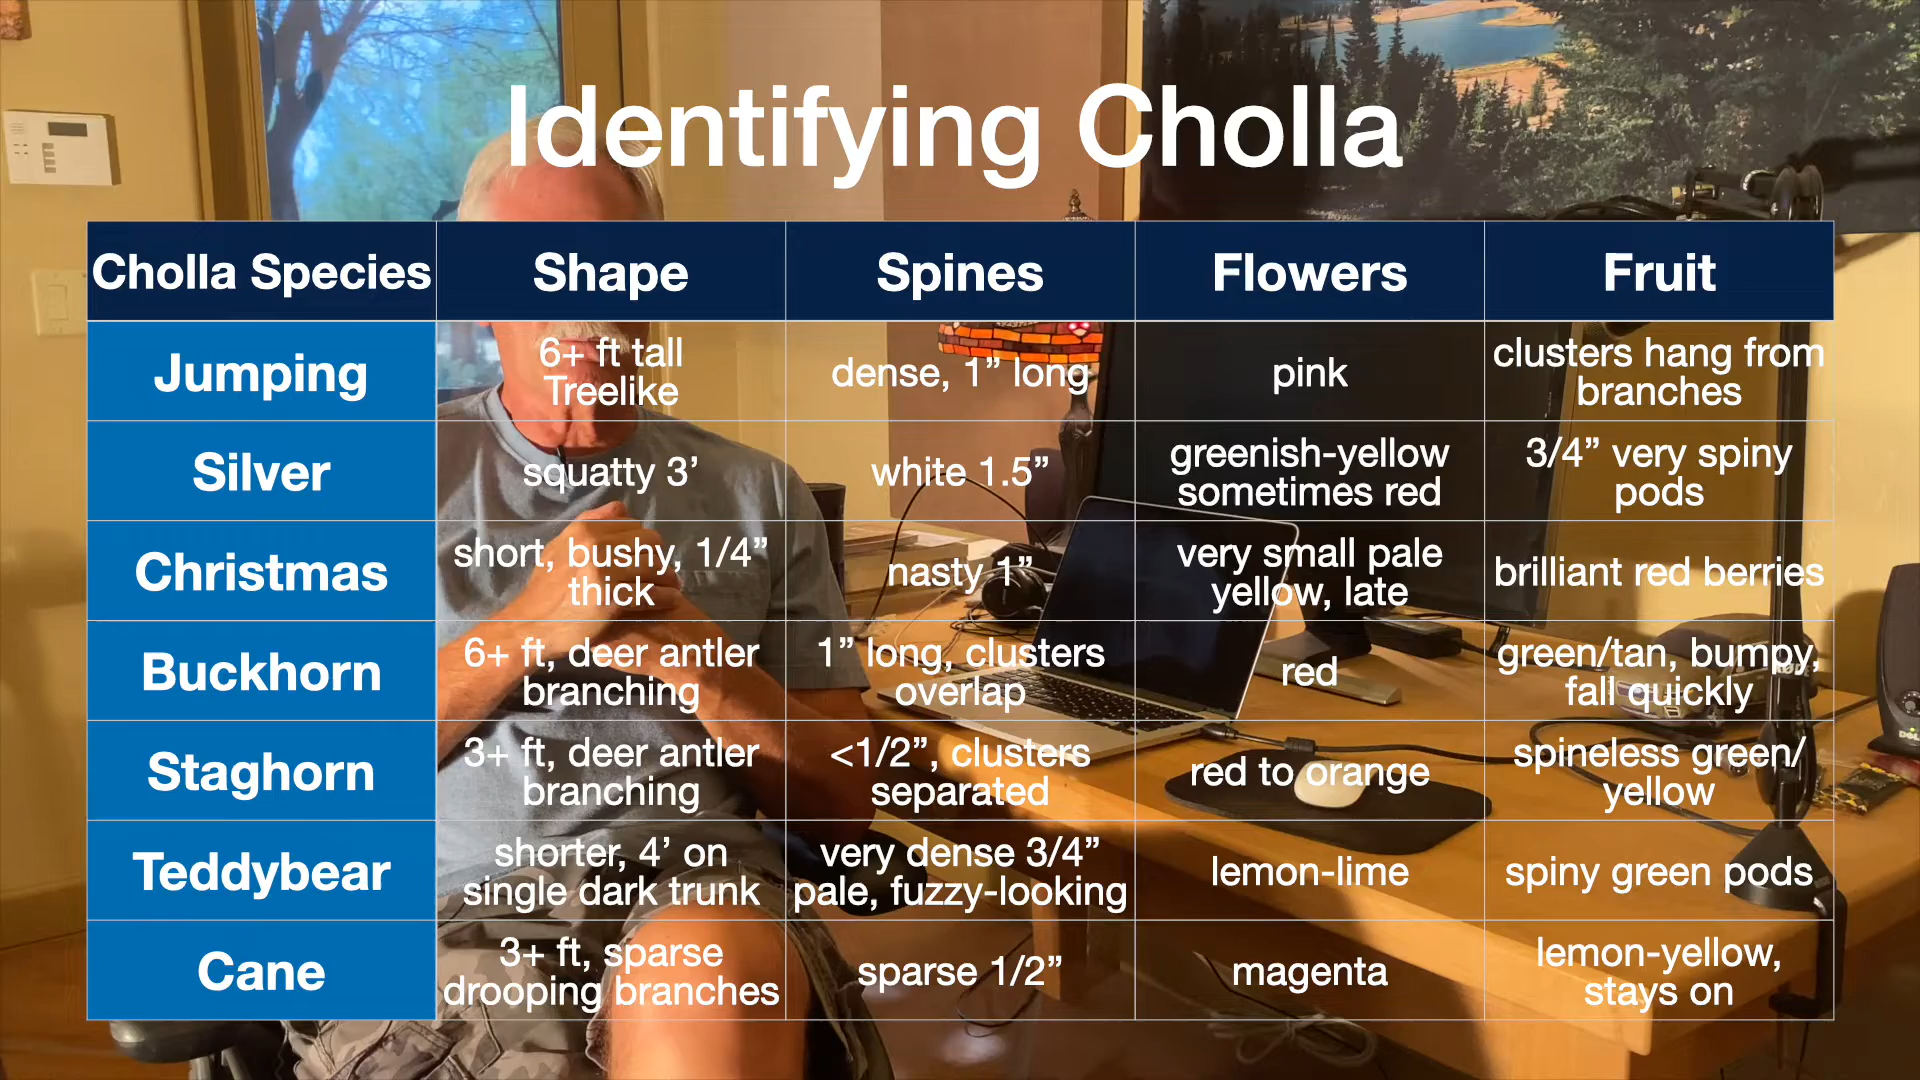 Identifying Cholla
Cholla Species Shape Spines Flowers Fruit
Jumping
6+ ft tall
Treelike
dense, 1” long
pink
clusters hang from
branches
Silver
squatty 3’
white 1.5”
greenish-yellow
sometimes red
3/4” very spiny
pods
Christmas
short, bushy, 1/4”
thick
nasty 1”
very small pale
yellow, late
brilliant red berries
Buckhorn
6+ ft, deer antler
branching
1” long, clusters
overlap
red
green/tan, bumpy,
fall quickly
Staghorn
3+ ft, deer antler
branching
<1/2”, clusters
separated
red to orange
spineless green/
yellow
Teddybear
shorter, 4’ on
single dark trunk
very dense 3/4”
pale, fuzzy-looking
lemon-lime
spiny green pods
Cane
3+ ft, sparse
drooping branches
sparse 1/2”
magenta
lemon-yellow,
stays on